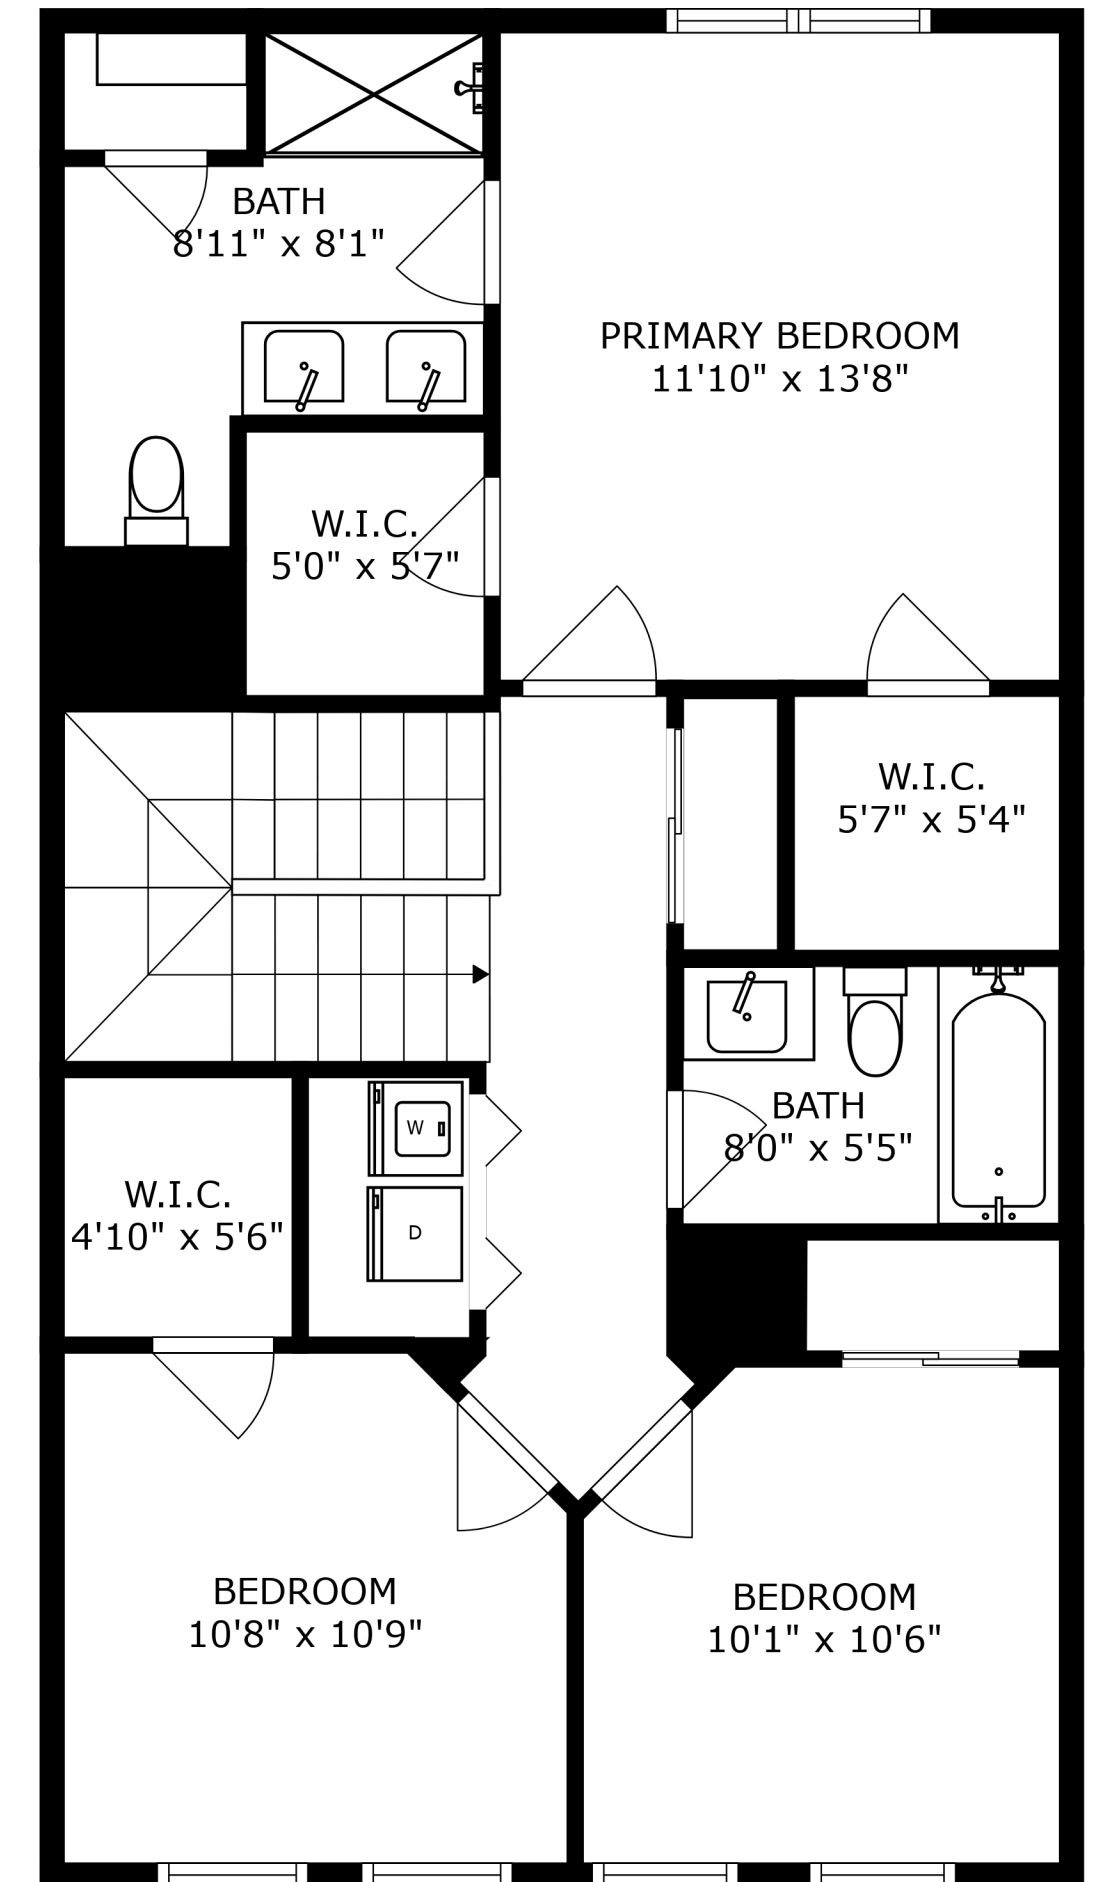 BATH
8'11" x 8'1"
PRIMARY BEDROOM
11'10" x 13'8"
W.I.C.
5'0" x 5'7"
W.I.C.
5'7" x 5'4"
BATH
8'0" x 5'5"
W
D
W.I.C.
4'10" x 5'6"
BEDROOM
10'8" x 10'9"
BEDROOM
10'1" x 10'6"